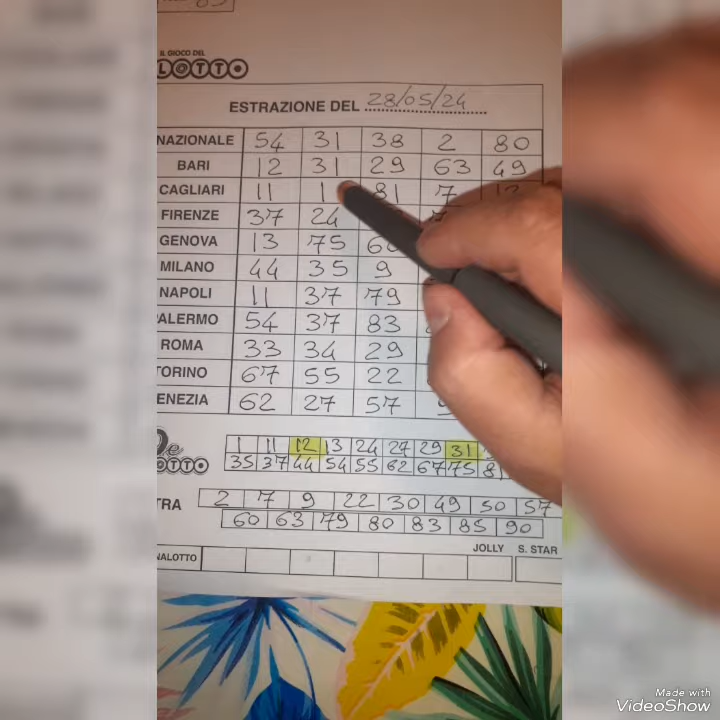 IL GIOCO DEL
LOTTO
ESTRAZIONE DEL 28/05/24
NAZIONALE 54 31 38 2 80
BARI 12 31 29 63 49
CAGLIARI 11 1 81 7
FIRENZE 37 24
GENOVA 13 75
MILANO 44 35 9
NAPOLI 11 37 79
PALERMO 54 37 83
ROMA 33 34 29
TORINO 67 55 22
VENEZIA 62 27 57
1 11 12 13 24 27 29 31
35 37 44 54 55 62 67 75
LOTTO
TRA 2 7 9 22 30 49 50 57
60 63 79 80 83 85 90
JOLLY S. STAR
NALOTTO
Made with
VideoShow